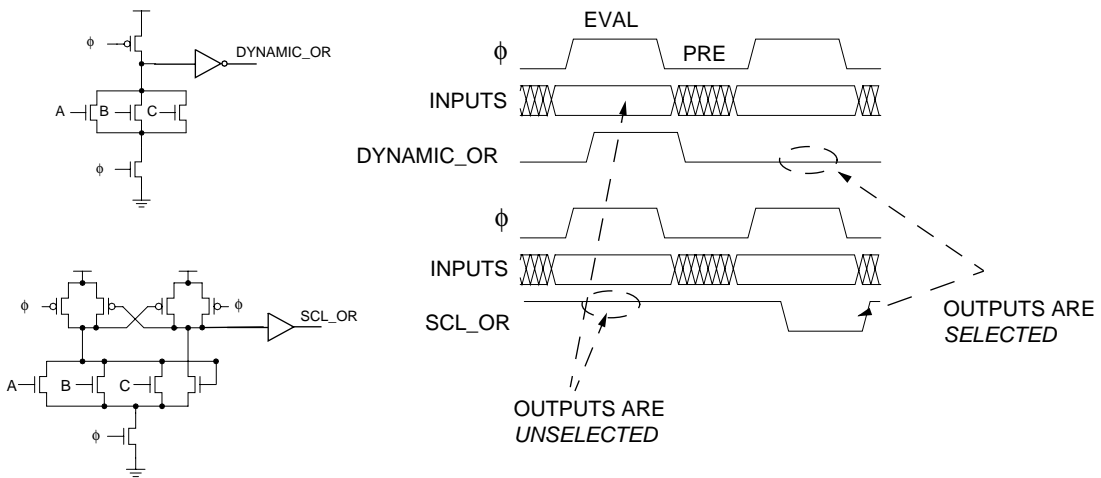 ϕ
DYNAMIC_OR
A
B
C
ϕ
ϕ
ϕ
SCL_OR
A
B
C
ϕ
EVAL
ϕ
PRE
INPUTS
DYNAMIC_OR
ϕ
INPUTS
SCL_OR
OUTPUTS ARE
SELECTED
OUTPUTS ARE
UNSELECTED